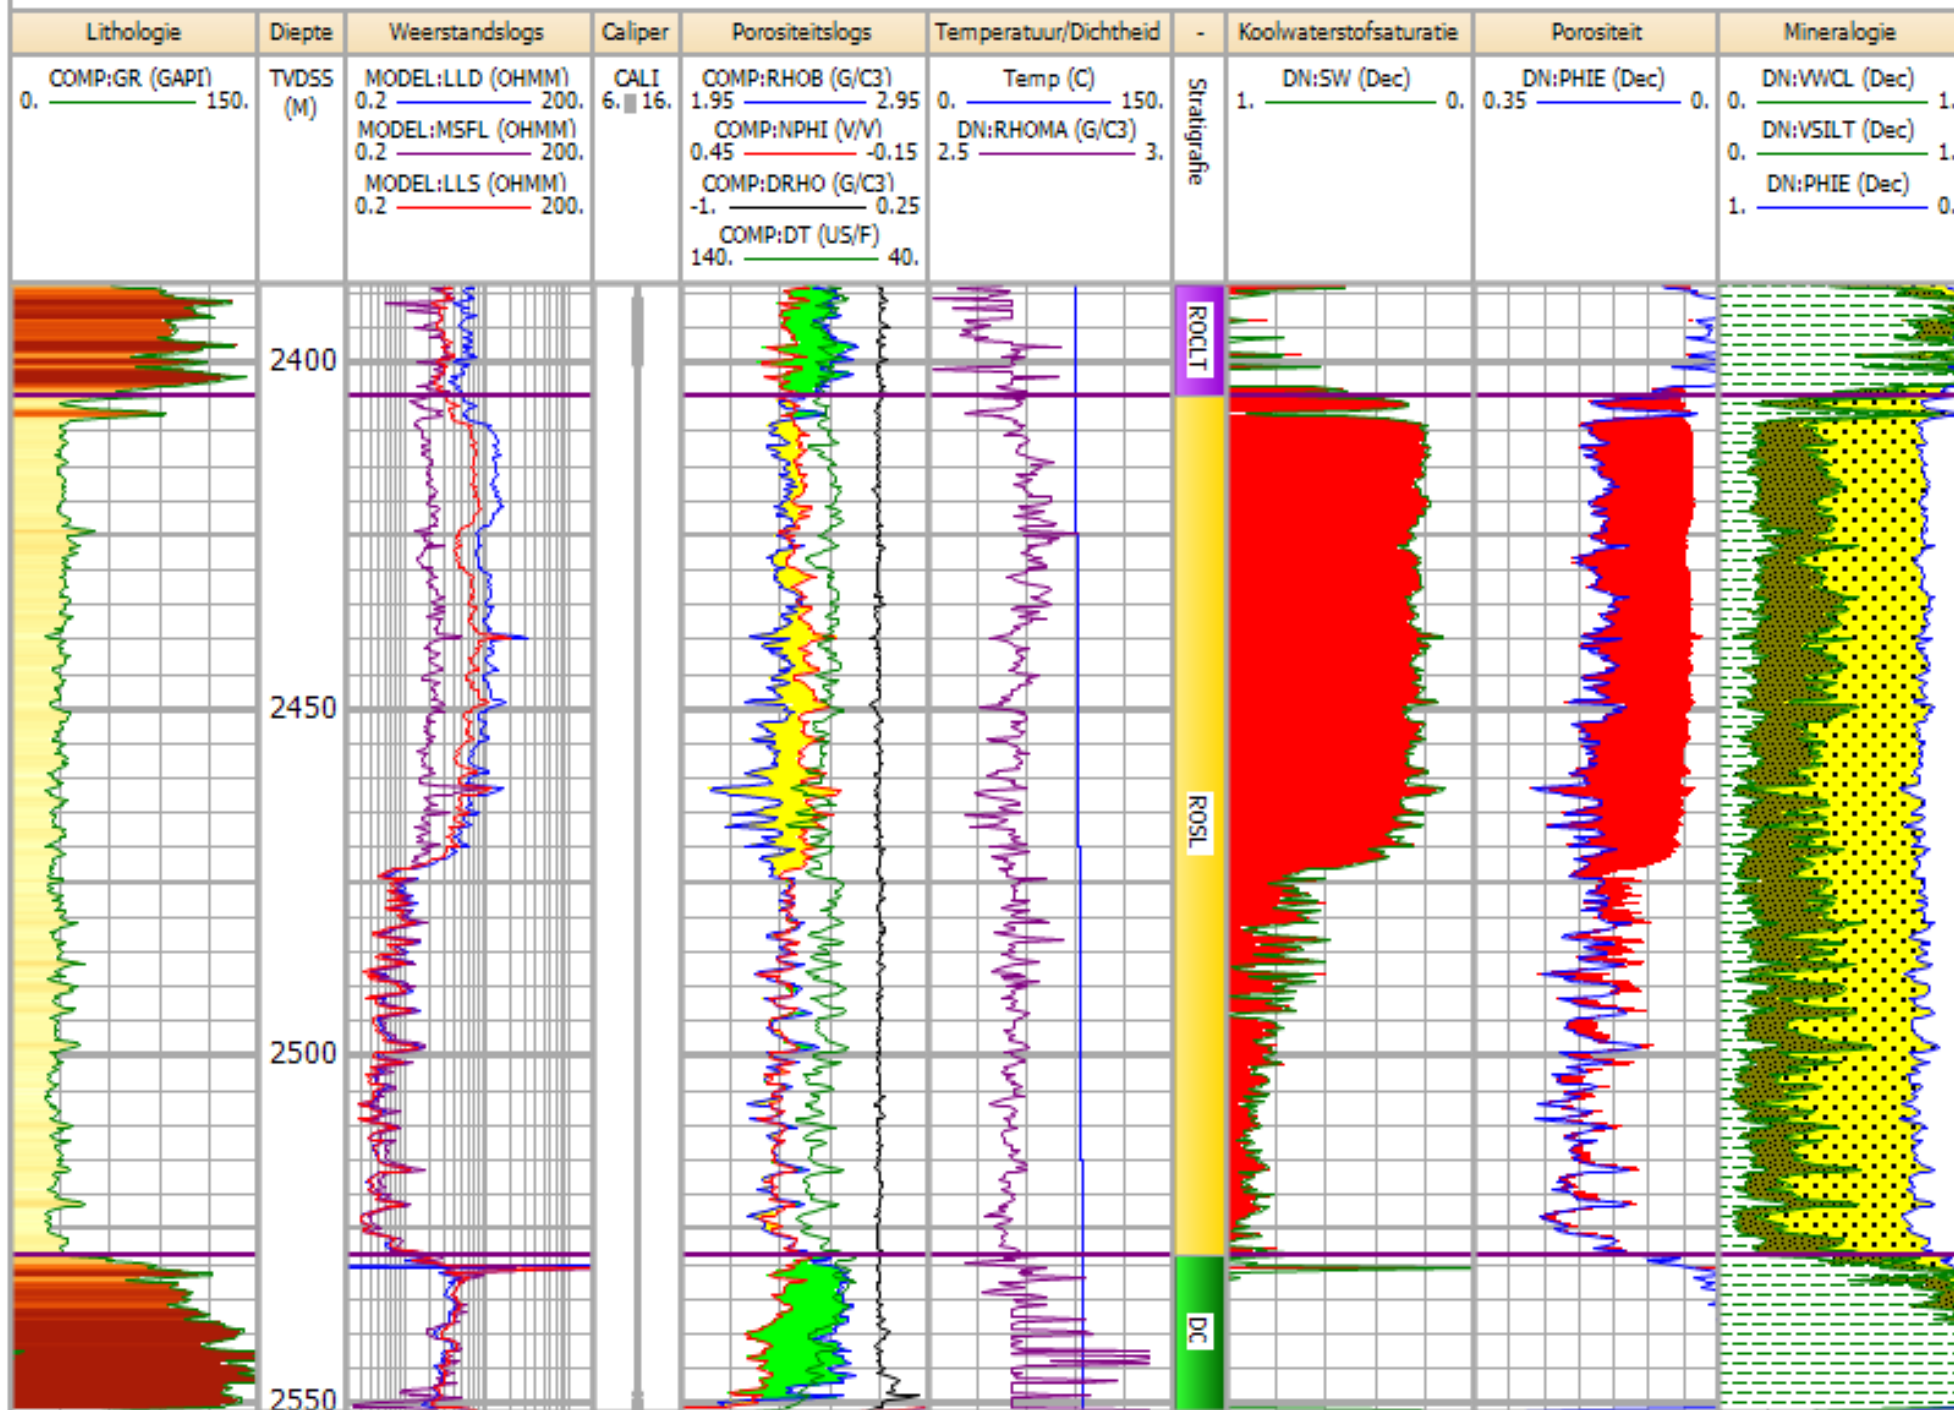 Lithologie Diepte Weerstandslogs Caliper Porositeitslogs Temperatuur/Dichtheid - Koolwaterstofsaturatie Porositeit Mineralogie
COMP:GR (GAPI)
0. 150.
TVDSS
(M)
MODEL:LLD (OHMM)
0.2 200.
MODEL:MSFL (OHMM)
0.2 200.
MODEL:LLS (OHMM)
0.2 200.
CALI
6. 16.
COMP:RHOB (G/C3)
1.95 2.95
COMP:NPHI (V/V)
0.45 -0.15
COMP:DRHO (G/C3)
-1. 0.25
COMP:DT (US/F)
140. 40.
Temp (C)
0. 150.
DN:RHOMA (G/C3)
2.5 3.
Stratigrafie
DN:SW (Dec)
1. 0.
DN:PHIE (Dec)
0.35 0.
DN:VWCL (Dec)
0. 1.
DN:VSILT (Dec)
0. 1.
DN:PHIE (Dec)
1. 0.
2400
2450
2500
2550
ROCLT
ROSL
DC